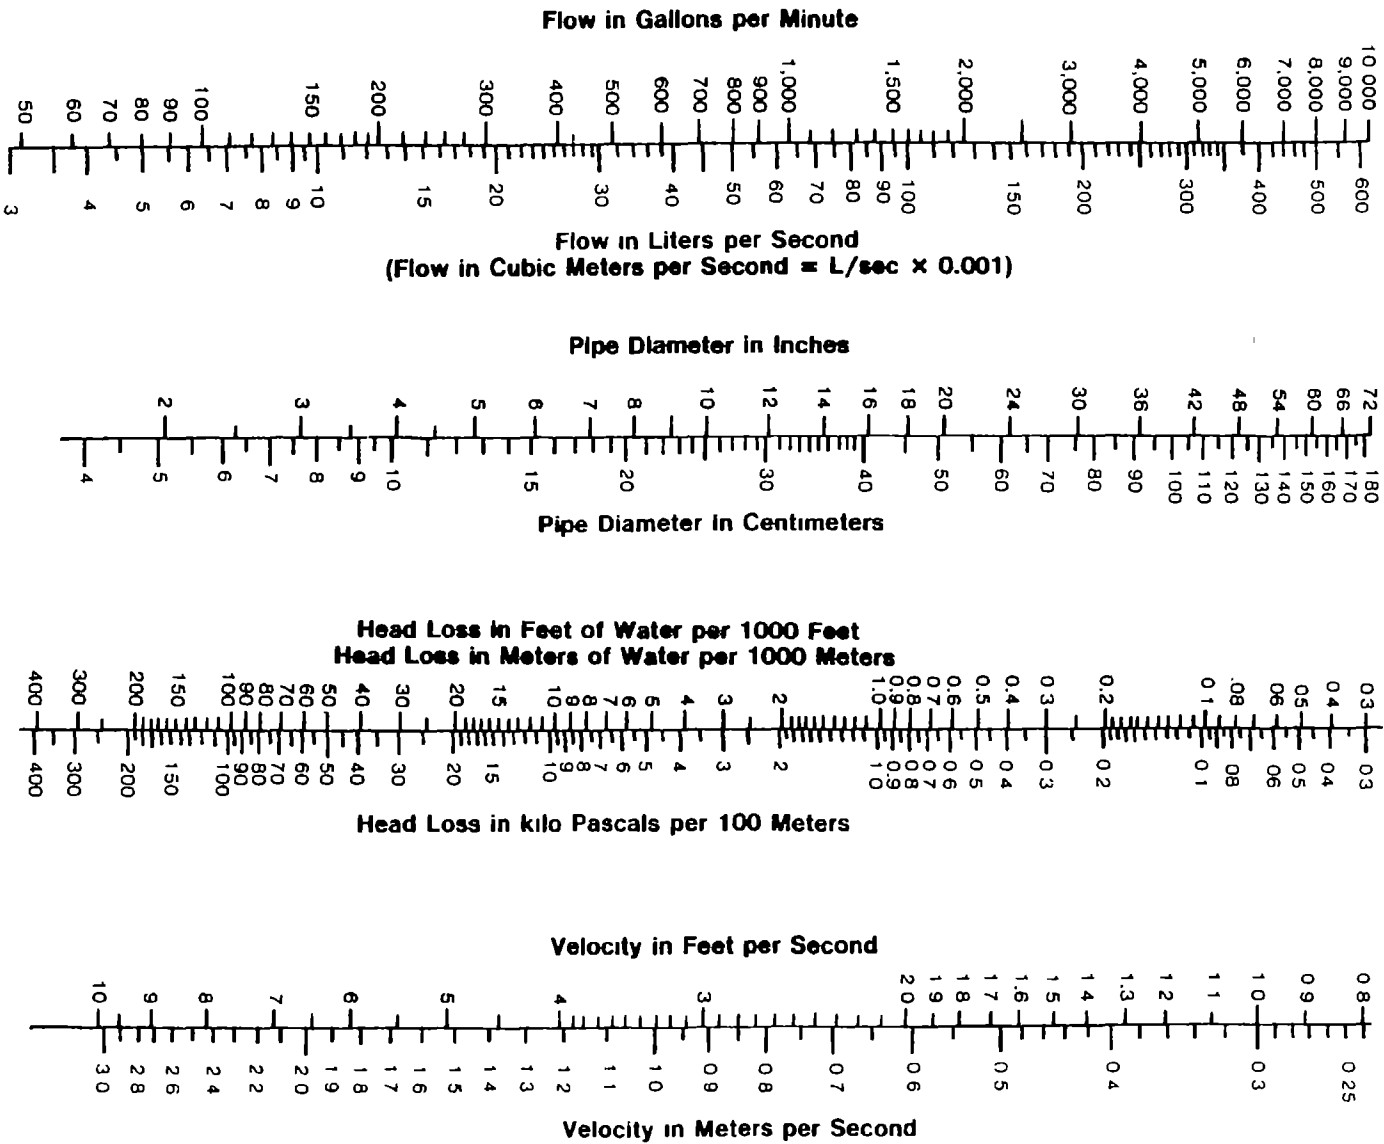 Flow in Gallons per Minute
50 60 70 80 90 100 150 200 300 400 500 600 700 800 900 1,000 1,500 2,000 3,000 4,000 5,000 6,000 7,000 8,000 9,000 10 000
3 4 5 6 7 8 9 10 15 20 30 40 50 60 70 80 90 100 150 200 300 400 500 600
Flow in Liters per Second
(Flow in Cubic Meters per Second = L/sec × 0.001)
Pipe Diameter in Inches
2 3 4 5 6 7 8 10 12 14 16 18 20 24 30 36 42 48 54 60 66 72
4 5 6 7 8 9 10 15 20 30 40 50 60 70 80 90 100 110 120 130 140 150 160 170 180
Pipe Diameter in Centimeters
Head Loss in Feet of Water per 1000 Feet
Head Loss in Meters of Water per 1000 Meters
400 300 200 150 100 90 80 70 60 50 40 30 20 15 10 9 8 7 6 5 4 3 2 1.0 0.9 0.8 0 7 0.6 0.5 0.4 0.3 0.2 0 1 .08 06 05 0 4 0.3
400 300 200 150 100 90 80 70 60 50 40 30 20 15 10 9 8 7 6 5 4 3 2 1 0 0.9 0.8 0 7 0 6 0 5 0 4 0 3 0 2 0 1 08 06 0.5 0 4 0.3
Head Loss in kilo Pascals per 100 Meters
Velocity in Feet per Second
10 9 8 7 6 5 4 3 2 0 1 9 1 8 1 7 1.6 1 5 1 4 1.3 1 2 1 1 1 0 0 9 0 8
3 0 2 8 2 6 2 4 2 2 2 0 1 9 1 8 1 7 1 6 1 5 1 4 1 3 1 2 1 1 1 0 0 9 0 8 0 7 0 6 0 5 0 4 0 3 0 25
Velocity in Meters per Second